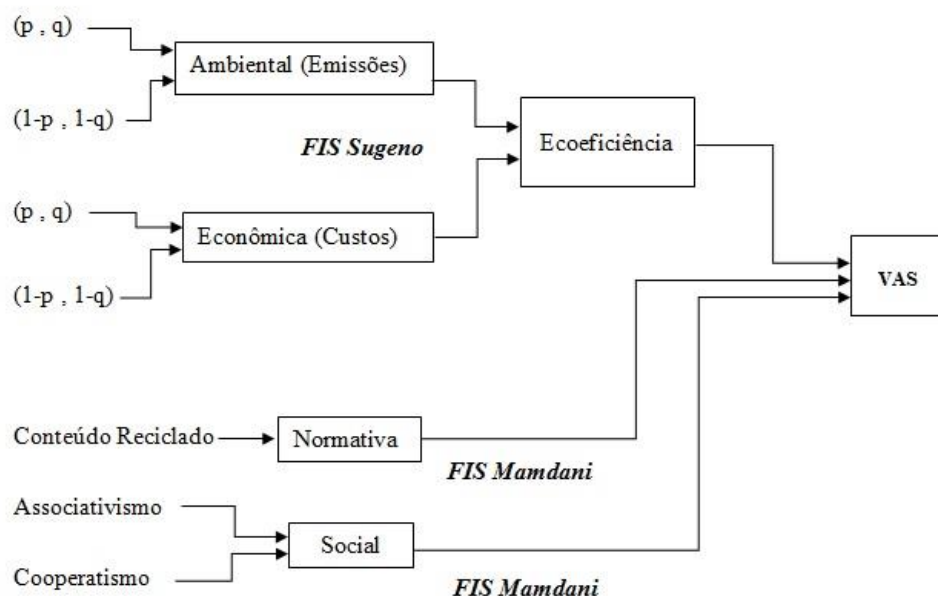 (p , q)
Ambiental (Emissões)
(1-p , 1-q)
FIS Sugeno
Ecoeficiência
(p , q)
Econômica (Custos)
(1-p , 1-q)
VAS
Conteúdo Reciclado
Normativa
FIS Mamdani
Associativismo
Social
Cooperatismo
FIS Mamdani